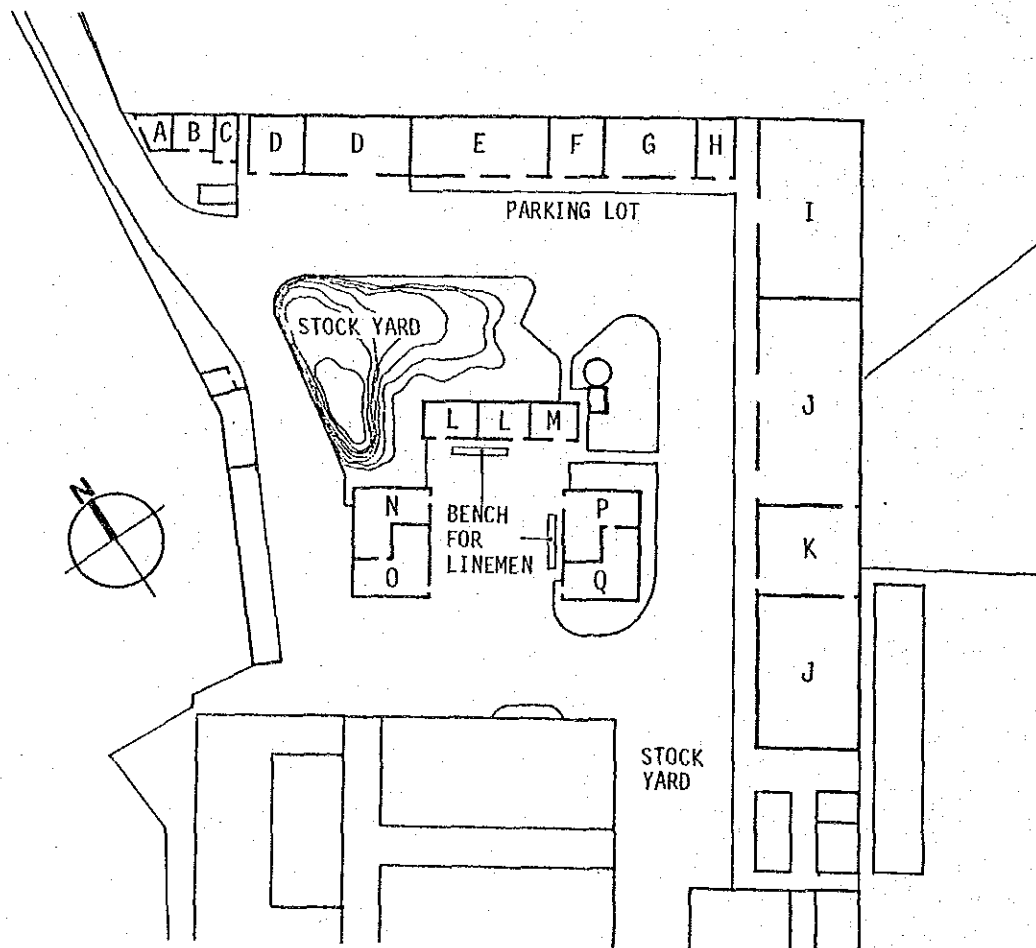 A B C D D E F G H
PARKING LOT
I
STOCK YARD
J
L L M
N
BENCH
FOR
LINEMEN
P
K
O
Q
J
STOCK
YARD
N